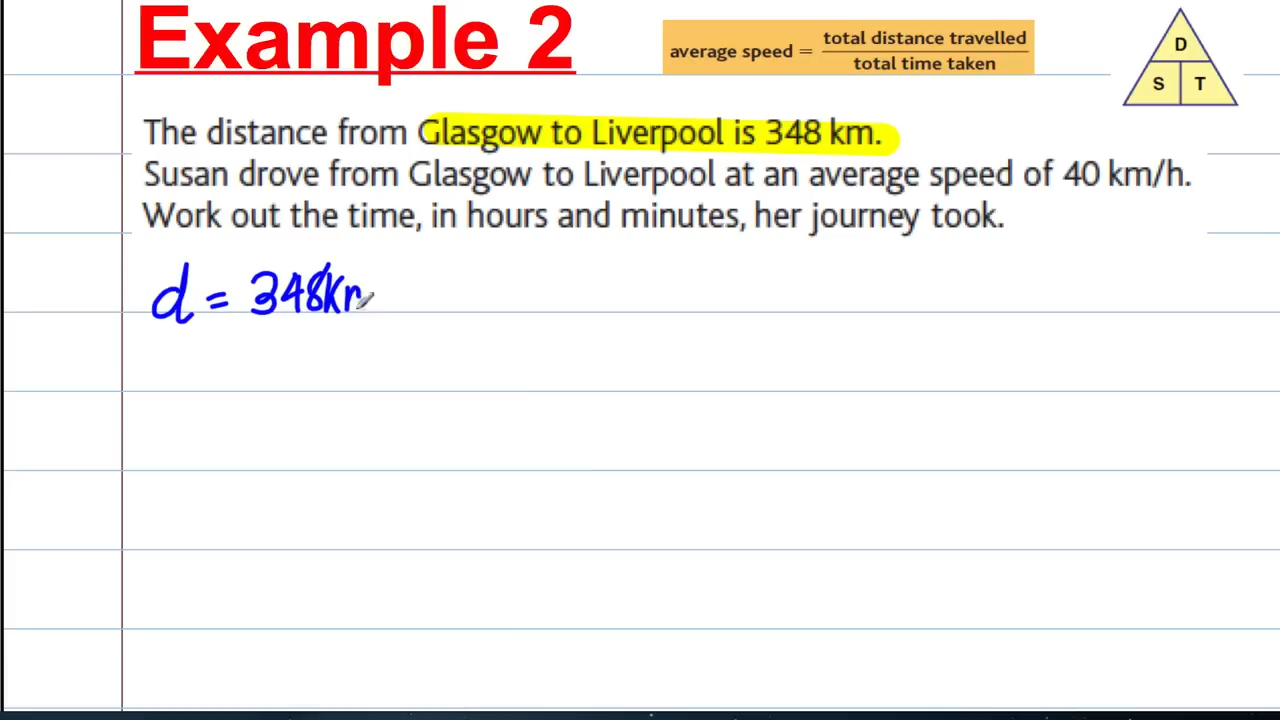 Example 2
average speed = total distance travelled
total time taken
D
S T
The distance from Glasgow to Liverpool is 348 km.
Susan drove from Glasgow to Liverpool at an average speed of 40 km/h.
Work out the time, in hours and minutes, her journey took.
d = 348Kr